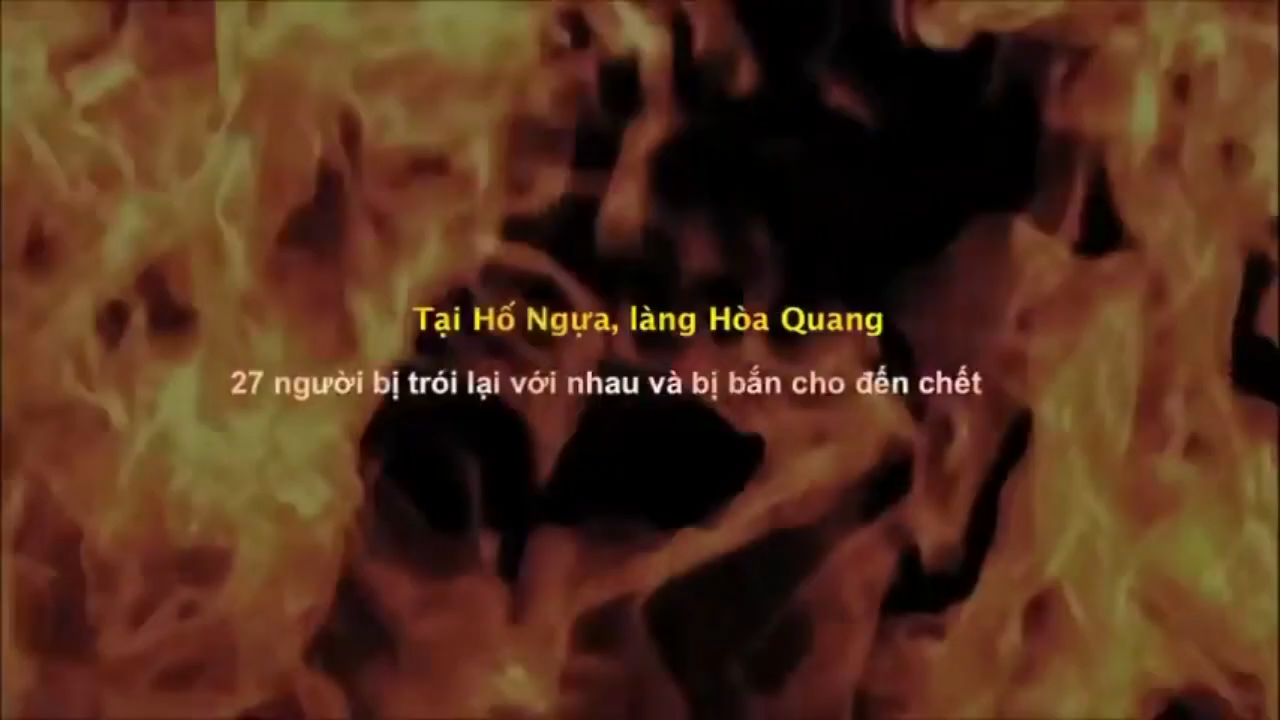 Tại Hố Ngựa, làng Hòa Quang
27 người bị trói lại với nhau và bị bắn cho đến chết